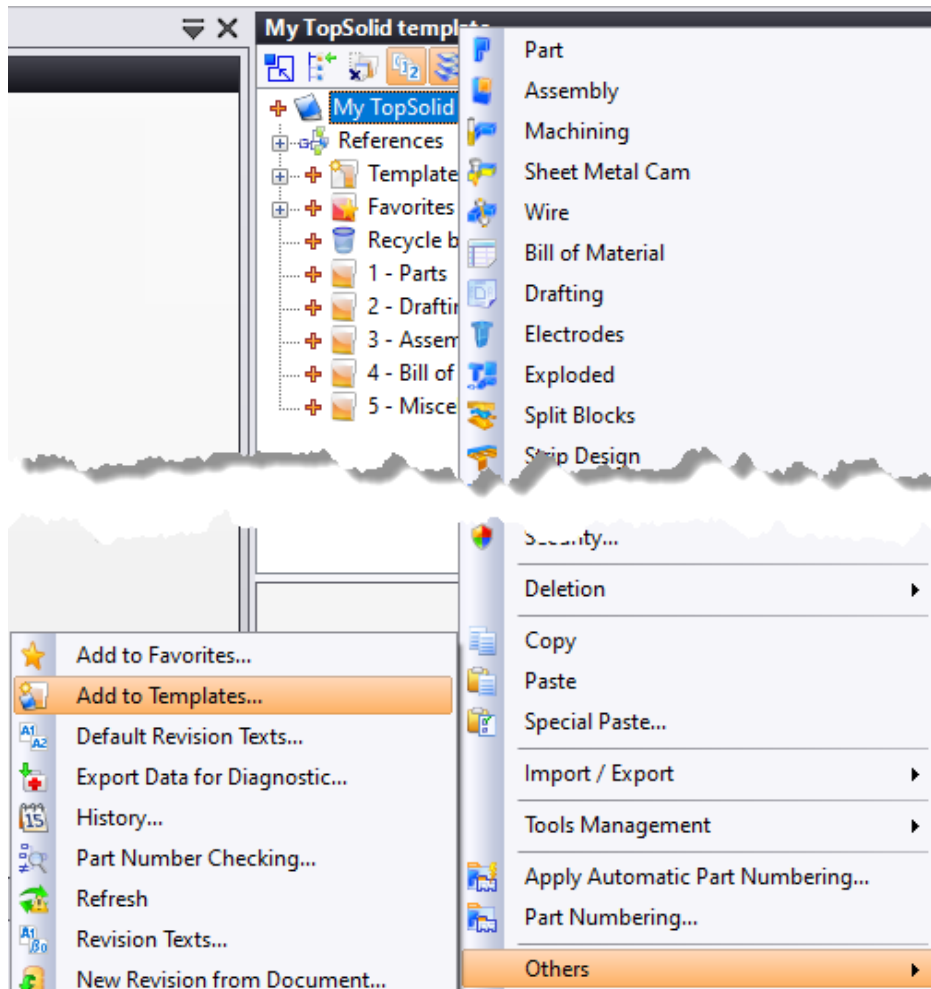 My TopSolid templ
My TopSolid
References
Template
Favorites
Recycle b
1 - Parts
2 - Draftin
3 - Assem
4 - Bill of
5 - Misce
Part
Assembly
Machining
Sheet Metal Cam
Wire
Bill of Material
Drafting
Electrodes
Exploded
Split Blocks
Strip Design
Deletion
Copy
Paste
Special Paste...
Import / Export
Tools Management
Apply Automatic Part Numbering...
Part Numbering...
Others
Add to Favorites...
Add to Templates...
Default Revision Texts...
Export Data for Diagnostic...
History...
Part Number Checking...
Refresh
Revision Texts...
New Revision from Document...